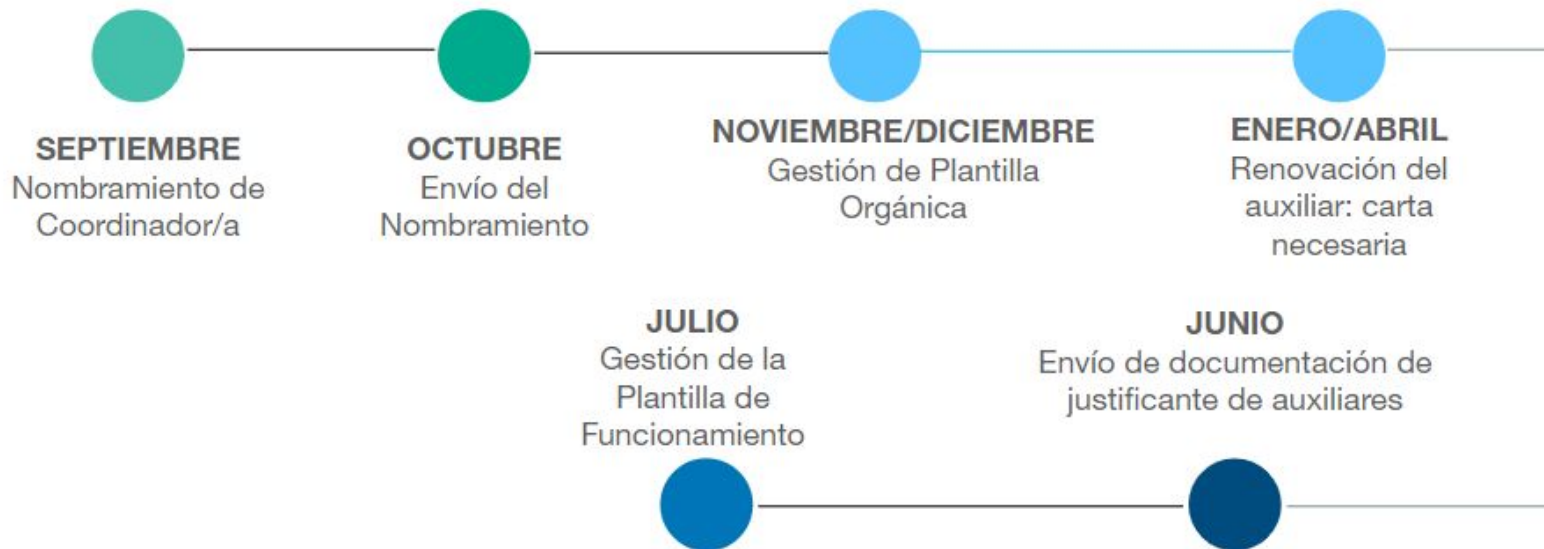 SEPTIEMBRE
Nombramiento de
Coordinador/a
OCTUBRE
Envío del
Nombramiento
NOVIEMBRE/DICIEMBRE
Gestión de Plantilla
Orgánica
ENERO/ABRIL
Renovación del
auxiliar: carta
necesaria
JULIO
Gestión de la
Plantilla de
Funcionamiento
JUNIO
Envío de documentación de
justificante de auxiliares